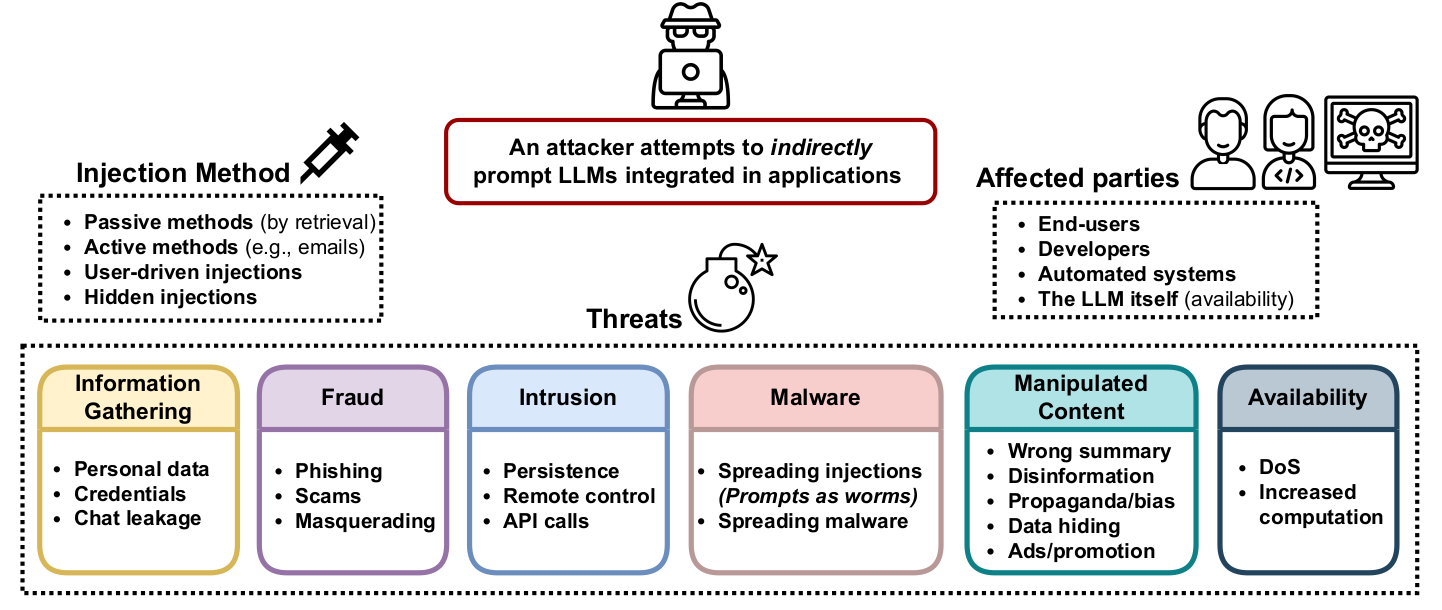 An attacker attempts to indirectly
prompt LLMs integrated in applications
Injection Method
• Passive methods (by retrieval)
• Active methods (e.g., emails)
• User-driven injections
• Hidden injections
Affected parties
</>
• End-users
• Developers
• Automated systems
• The LLM itself (availability)
Threats
Information
Gathering
• Personal data
• Credentials
• Chat leakage
Fraud
• Phishing
• Scams
• Masquerading
Intrusion
• Persistence
• Remote control
• API calls
Malware
• Spreading injections
(Prompts as worms)
• Spreading malware
Manipulated
Content
• Wrong summary
• Disinformation
• Propaganda/bias
• Data hiding
• Ads/promotion
Availability
• DoS
• Increased
computation